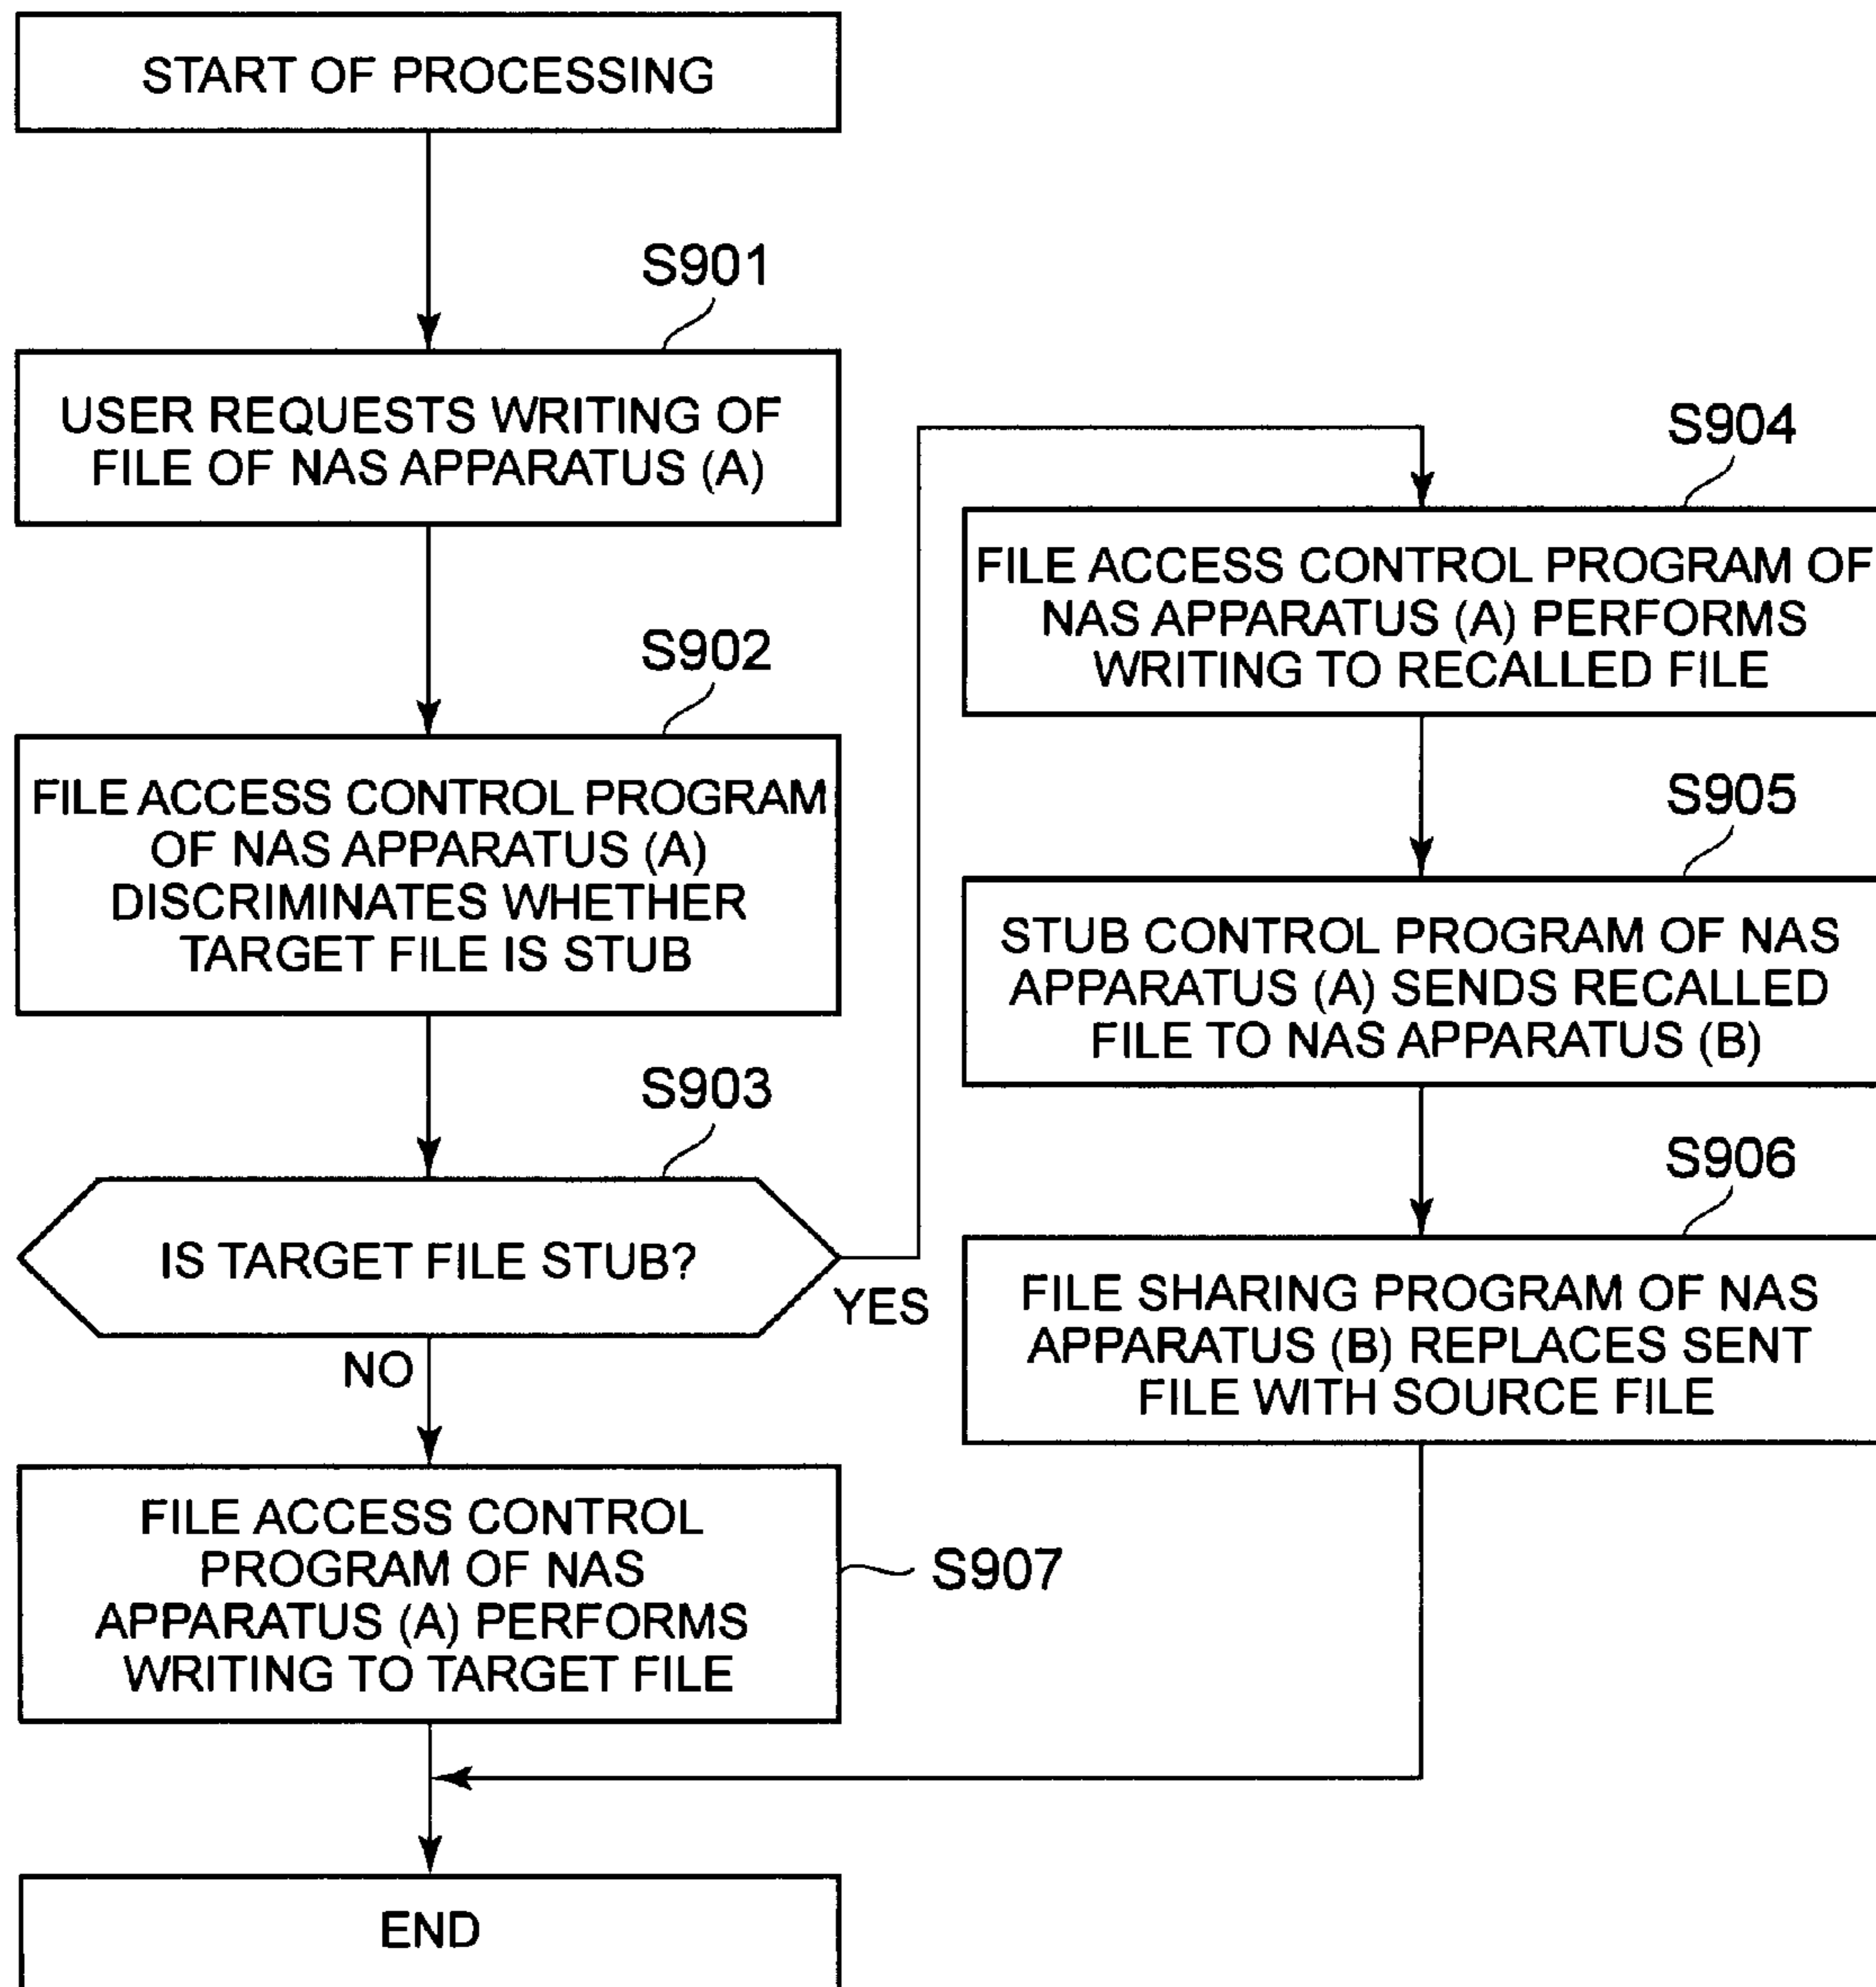 START OF PROCESSING
S901
USER REQUESTS WRITING OF
FILE OF NAS APPARATUS (A)
S902
FILE ACCESS CONTROL PROGRAM
OF NAS APPARATUS (A)
DISCRIMINATES WHETHER
TARGET FILE IS STUB
S903
IS TARGET FILE STUB?
YES
NO
S904
FILE ACCESS CONTROL PROGRAM OF
NAS APPARATUS (A) PERFORMS
WRITING TO RECALLED FILE
S905
STUB CONTROL PROGRAM OF NAS
APPARATUS (A) SENDS RECALLED
FILE TO NAS APPARATUS (B)
S906
FILE SHARING PROGRAM OF NAS
APPARATUS (B) REPLACES SENT
FILE WITH SOURCE FILE
FILE ACCESS CONTROL
PROGRAM OF NAS
APPARATUS (A) PERFORMS
WRITING TO TARGET FILE
S907
END